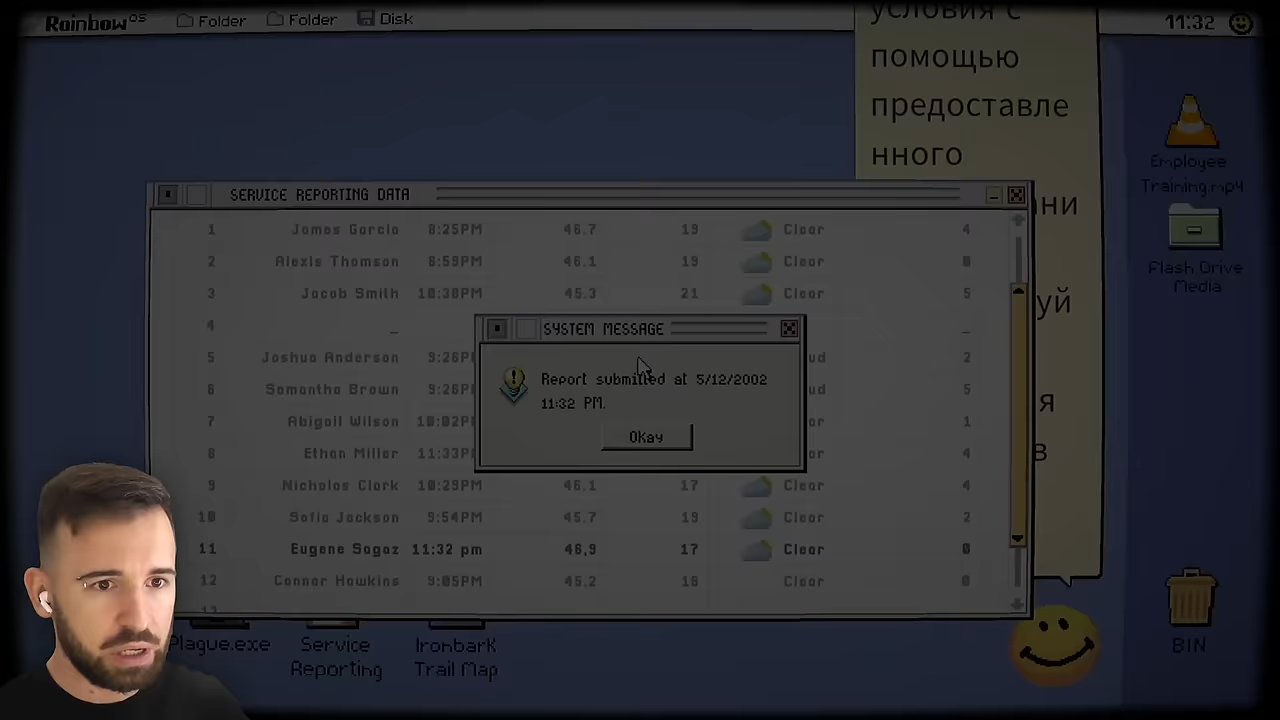 RainbowOS Folder Folder Disk 11:32
условия с
помощью
предоставле
нного
Employee
Training.mp4
Flash Drive
Media
BIN
SERVICE REPORTING DATA
1 James Garcia 8:25PM 46.7 19 Clear 4
2 Alexis Thomson 8:59PM 46.1 19 Clear 0
3 Jacob Smith 10:38PM 45.3 21 Clear 5
4 _ _
5 Joshua Anderson 9:26P 2
6 Samantha Brown 9:26P 5
7 Abigail Wilson 10:02P 1
8 Ethan Miller 11:33P 4
9 Nicholas Clark 10:29PM 46.1 17 Clear 4
10 Sofia Jackson 9:54PM 45.7 19 Clear 2
11 Eugene Sagaz 11:32 pm 46,9 17 Clear 0
12 Connor Hawkins 9:05PM 45.2 18 Clear 0
SYSTEM MESSAGE
Report submitted at 5/12/2002
11:32 PM.
Okay
Plague.exe
Service
Reporting
Ironbark
Trail Map